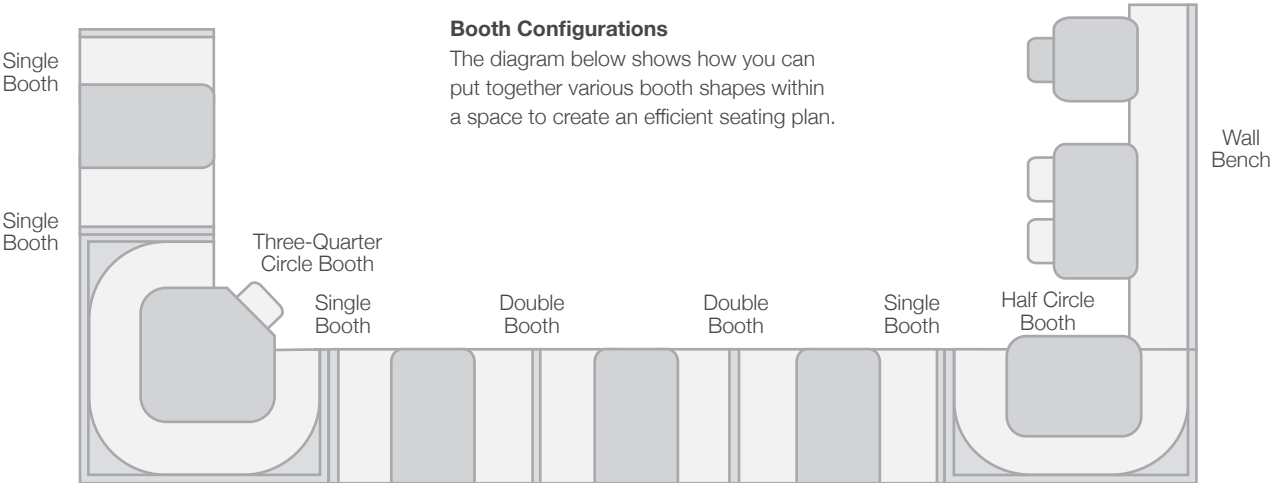 Booth Configurations
The diagram below shows how you can
put together various booth shapes within
a space to create an efficient seating plan.
Single
Booth
Single
Booth
Three-Quarter
Circle Booth
Single
Booth
Double
Booth
Double
Booth
Single
Booth
Half Circle
Booth
Wall
Bench